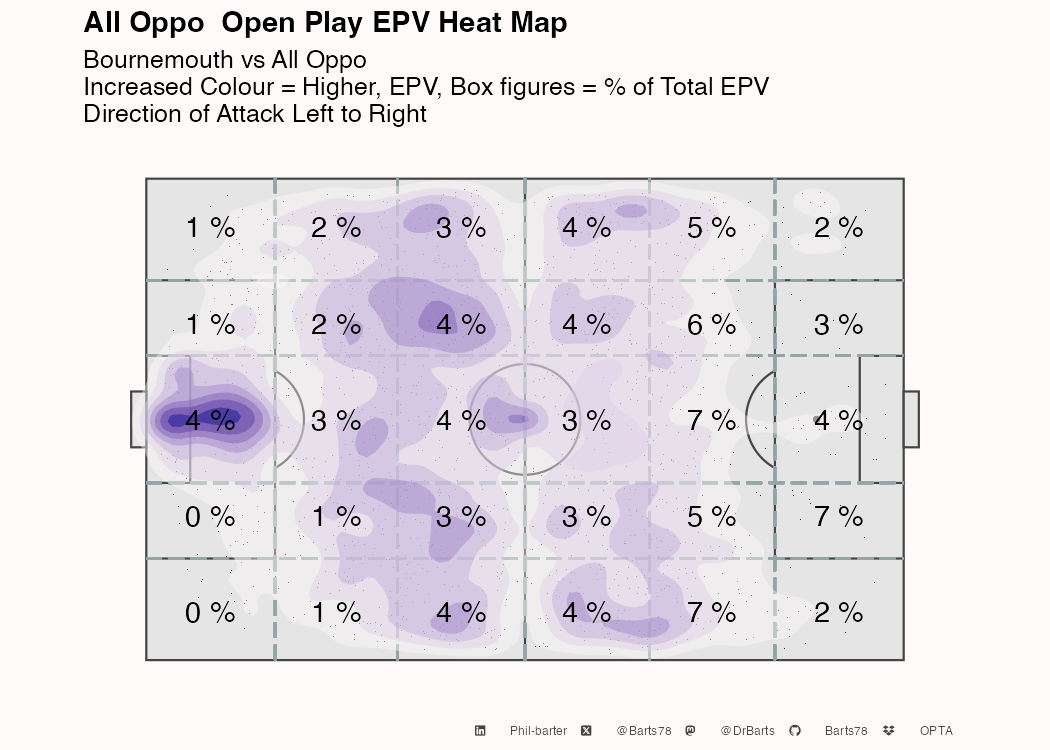 All Oppo  Open Play EPV Heat Map
Bournemouth vs All Oppo
Increased Colour = Higher, EPV, Box figures = % of Total EPV
Direction of Attack Left to Right
1 % 2 % 3 % 4 % 5 % 2 %
1 % 2 % 4 % 4 % 6 % 3 %
4 % 3 % 4 % 3 % 7 % 4 %
0 % 1 % 3 % 3 % 5 % 7 %
0 % 1 % 4 % 4 % 7 % 2 %
Phil-barter @Barts78 @DrBarts Barts78 OPTA